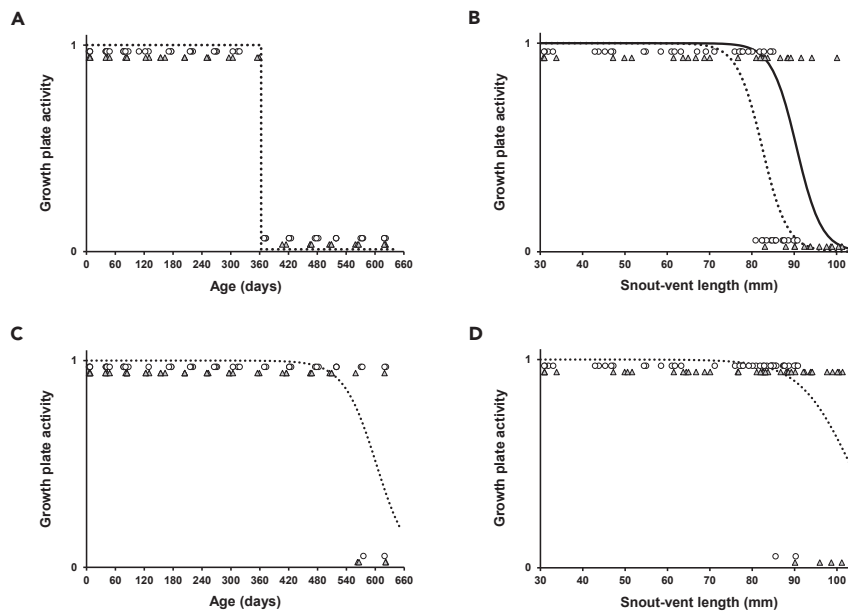 A
Growth plate activity
1
0
0 60 120 180 240 300 360 420 480 540 600 660
Age (days)
B
Growth plate activity
1
0
30 40 50 60 70 80 90 100
Snout-vent length (mm)
C
Growth plate activity
1
0
0 60 120 180 240 300 360 420 480 540 600 660
Age (days)
D
Growth plate activity
1
0
30 40 50 60 70 80 90 100
Snout-vent length (mm)